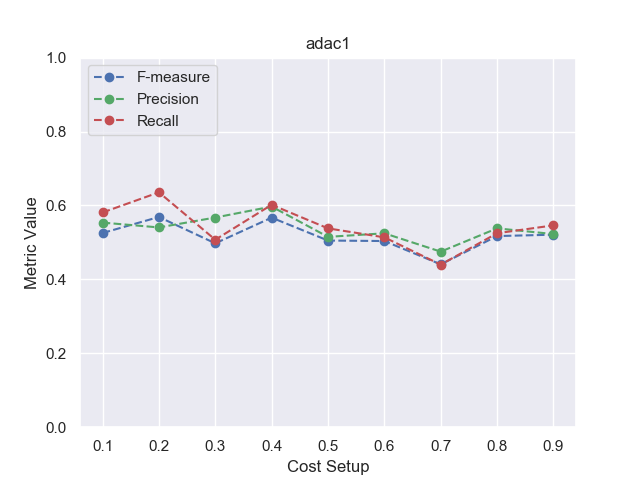 adac1
1.0
0.8
0.6
0.4
0.2
0.0
Metric Value
F-measure
Precision
Recall
0.1 0.2 0.3 0.4 0.5 0.6 0.7 0.8 0.9
Cost Setup